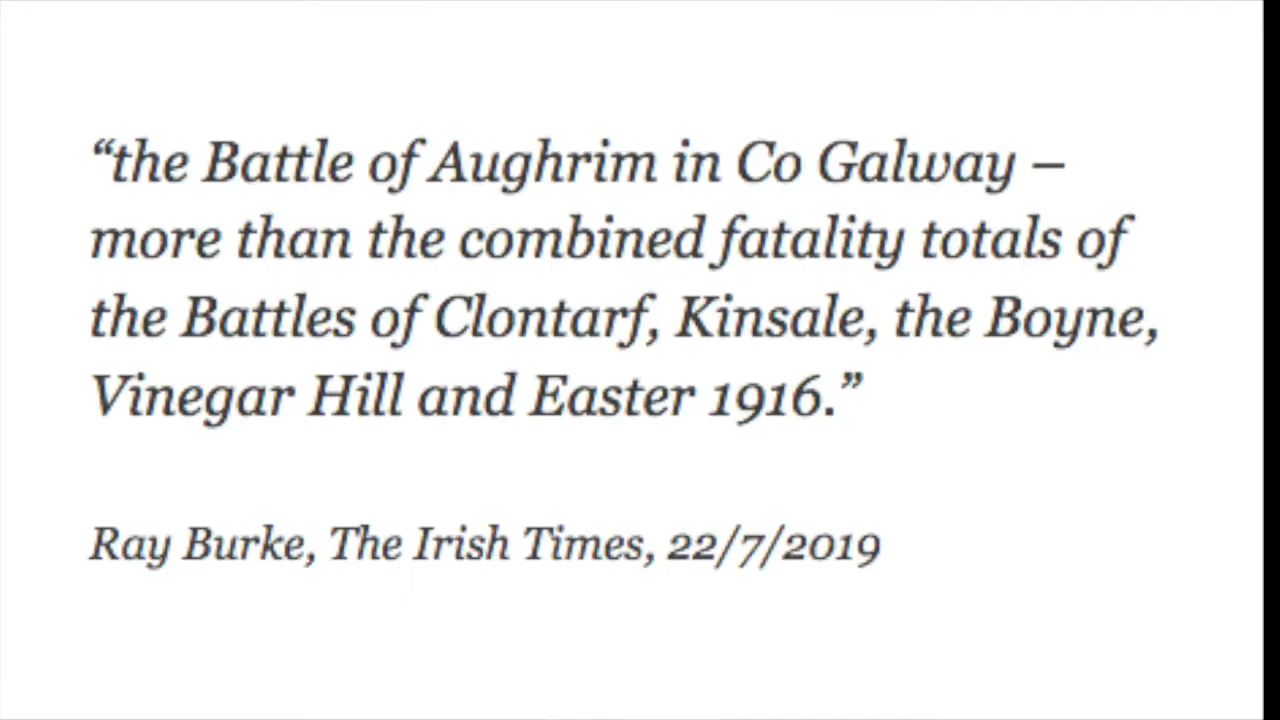 “the Battle of Aughrim in Co Galway –
more than the combined fatality totals of
the Battles of Clontarf, Kinsale, the Boyne,
Vinegar Hill and Easter 1916.”
Ray Burke, The Irish Times, 22/7/2019